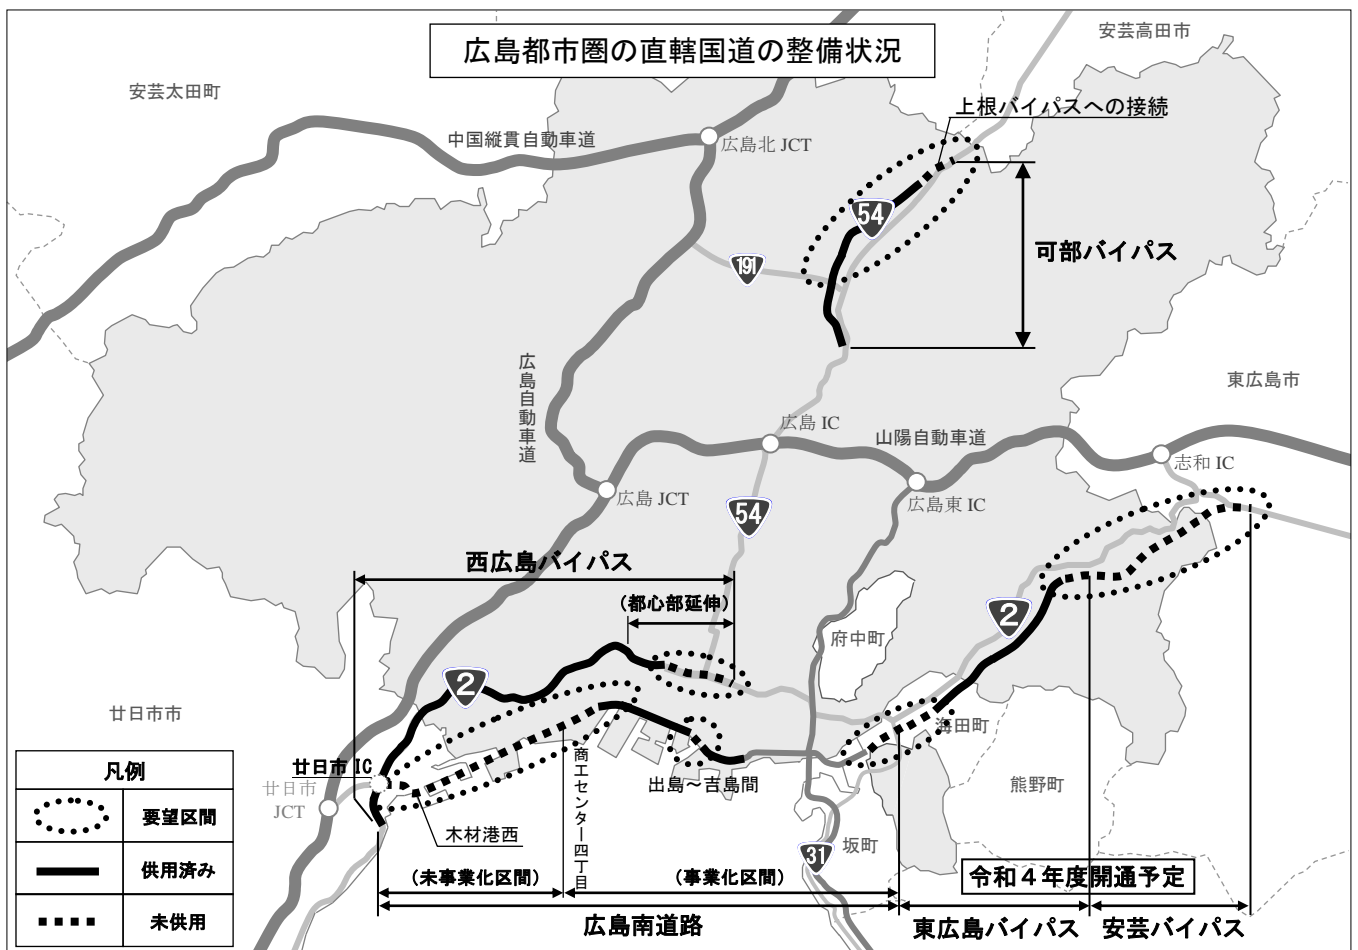 広島都市圏の直轄国道の整備状況
安芸高田市
安芸太田町
上根バイパスへの接続
中国縦貫自動車道
広島北 JCT
54
可部バイパス
191
広島自動車道
東広島市
広島 IC
山陽自動車道
志和 IC
広島 JCT
広島東 IC
54
西広島バイパス
(都心部延伸)
2
府中町
2
廿日市市
海田町
廿日市 IC
廿日市
JCT
商工センター四丁目
出島～吉島間
熊野町
木材港西
坂町
31
(未事業化区間)
(事業化区間)
令和４年度開通予定
広島南道路
東広島バイパス
安芸バイパス
凡例
要望区間
供用済み
未供用